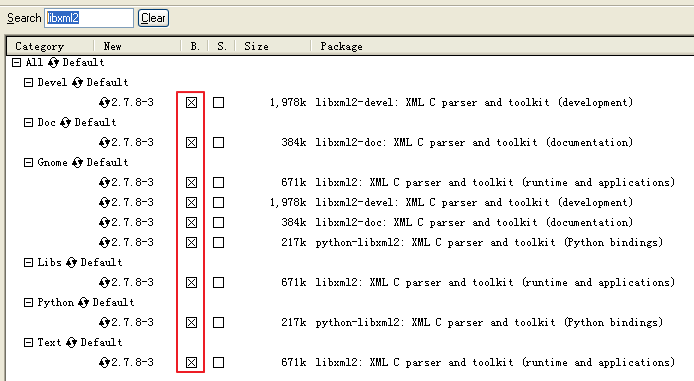 Search libxml2 Clear
Category New B. S. Size Package
All Default
Devel Default
2.7.8-3 1,978k libxml2-devel: XML C parser and toolkit (development)
Doc Default
2.7.8-3 384k libxml2-doc: XML C parser and toolkit (documentation)
Gnome Default
2.7.8-3 671k libxml2: XML C parser and toolkit (runtime and applications)
2.7.8-3 1,978k libxml2-devel: XML C parser and toolkit (development)
2.7.8-3 384k libxml2-doc: XML C parser and toolkit (documentation)
2.7.8-3 217k python-libxml2: XML C parser and toolkit (Python bindings)
Libs Default
2.7.8-3 671k libxml2: XML C parser and toolkit (runtime and applications)
Python Default
2.7.8-3 217k python-libxml2: XML C parser and toolkit (Python bindings)
Text Default
2.7.8-3 671k libxml2: XML C parser and toolkit (runtime and applications)